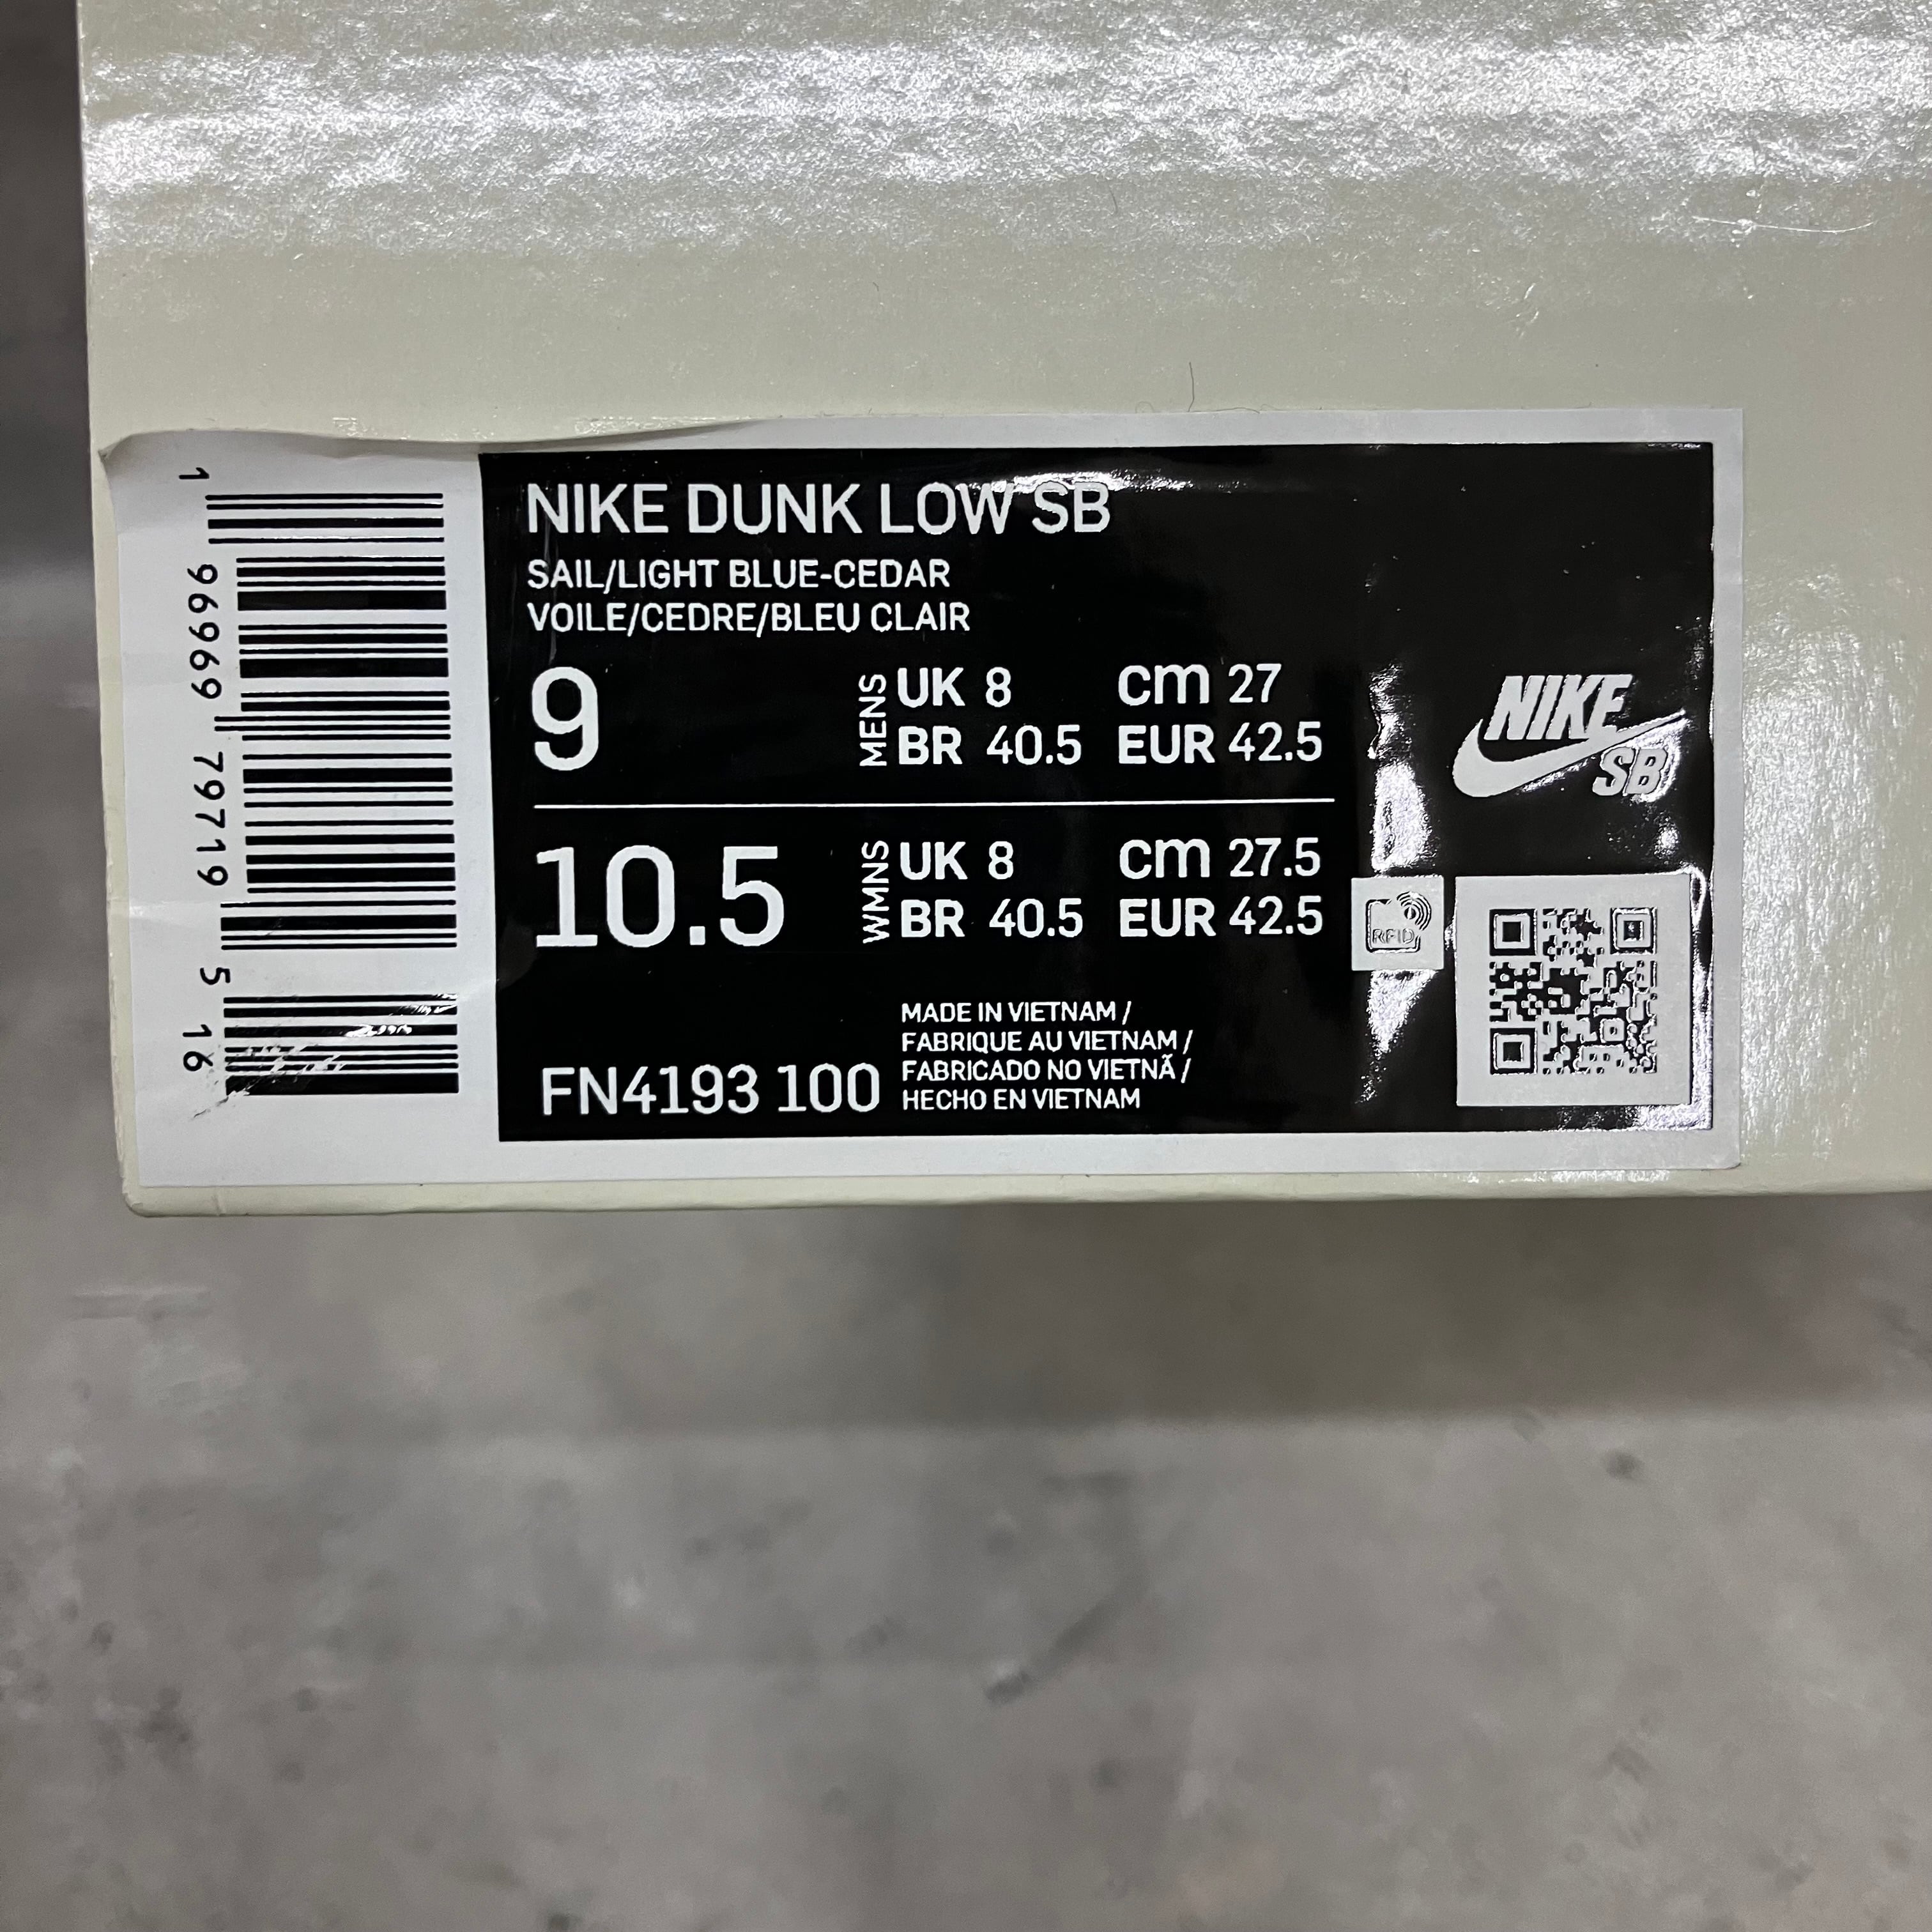 NIKE DUNK LOW SB
SAIL/LIGHT BLUE-CEDAR
VOILE/CEDRE/BLEU CLAIR
9
MENS
UK 8 cm 27
BR 40.5 EUR 42.5
10.5
WMNS
UK 8 cm 27.5
BR 40.5 EUR 42.5
FN4193 100
MADE IN VIETNAM /
FABRIQUE AU VIETNAM /
FABRICADO NO VIETNÃ /
HECHO EN VIETNAM
NIKE
SB
RFID
1 96969 79719 5 16